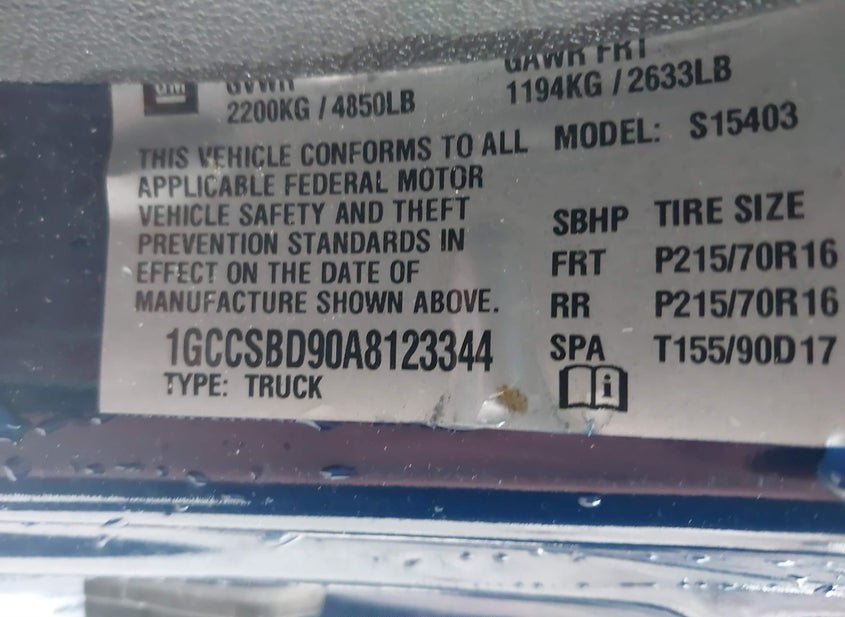 GM
GVWR
2200KG / 4850LB
GAWR FRT
1194KG / 2633LB
THIS VEHICLE CONFORMS TO ALL
APPLICABLE FEDERAL MOTOR
VEHICLE SAFETY AND THEFT
PREVENTION STANDARDS IN
EFFECT ON THE DATE OF
MANUFACTURE SHOWN ABOVE.
1GCCSBD90A8123344
TYPE: TRUCK
MODEL: S15403
SBHP TIRE SIZE
FRT P215/70R16
RR P215/70R16
SPA T155/90D17
i